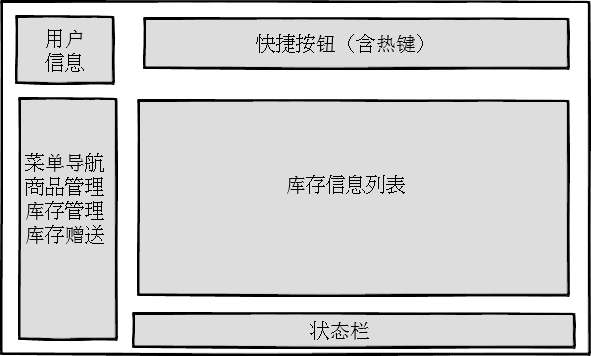 用户
信息
快捷按钮（含热键）
菜单导航
商品管理
库存管理
库存赠送
库存信息列表
状态栏